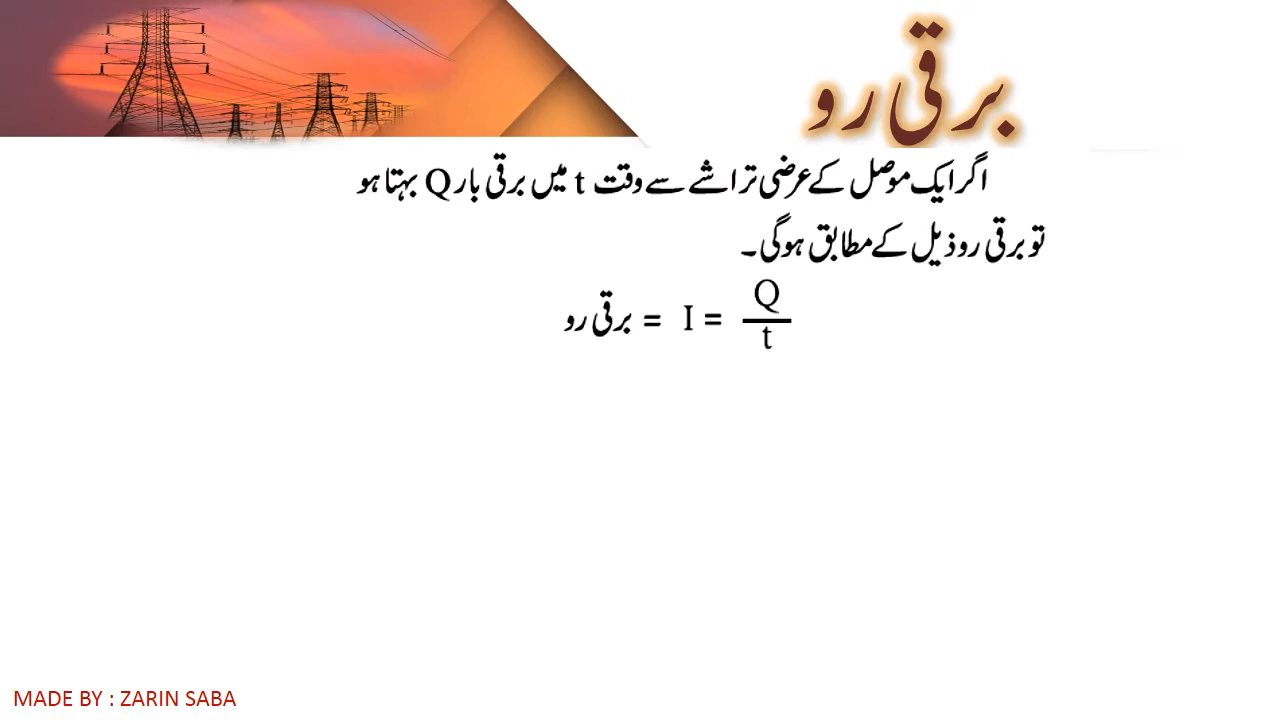 برقی رو
اگر ایک موصل کے عرضی تراشے سے وقت t میں برقی بار Q بہتا ہو
تو برقی رو ذیل کے مطابق ہوگی۔
برقی رو = I = Q/t
MADE BY : ZARIN SABA